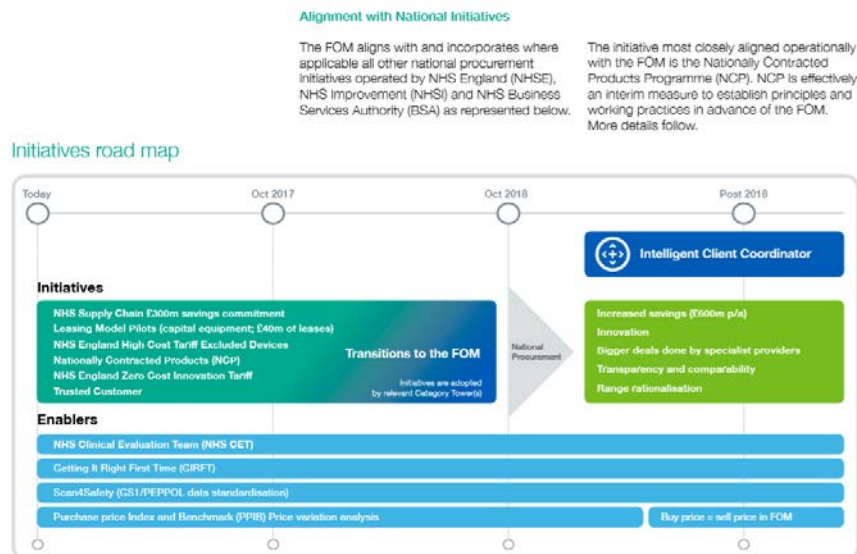 Alignment with National Initiatives
The FOM aligns with and incorporates where
applicable all other national procurement
initiatives operated by NHS England (NHSE),
NHS Improvement (NHSI) and NHS Business
Services Authority (BSA) as represented below.
The initiative most closely aligned operationally
with the FOM is the Nationally Contracted
Products Programme (NCP). NCP is effectively
an interim measure to establish principles and
working practices in advance of the FOM.
More details follow.
Initiatives road map
Today
Oct 2017
Oct 2018
Post 2018
Intelligent Client Coordinator
Initiatives
NHS Supply Chain £300m savings commitment
Leasing Model Pilots (capital equipment; £40m of leases)
NHS England High Cost Tariff Excluded Devices
Nationally Contracted Products (NCP)
NHS England Zero Cost Innovation Tariff
Trusted Customer
Transitions to the FOM
Initiatives are adopted
by relevant Category Tower(s)
National
Procurement
Increased savings (£600m p/a)
Innovation
Bigger deals done by specialist providers
Transparency and comparability
Range rationalisation
Enablers
NHS Clinical Evaluation Team (NHS CET)
Getting It Right First Time (GIRFT)
Scan4Safety (GS1/PEPPOL data standardisation)
Purchase price Index and Benchmark (PPIB) Price variation analysis
Buy price = sell price in FOM